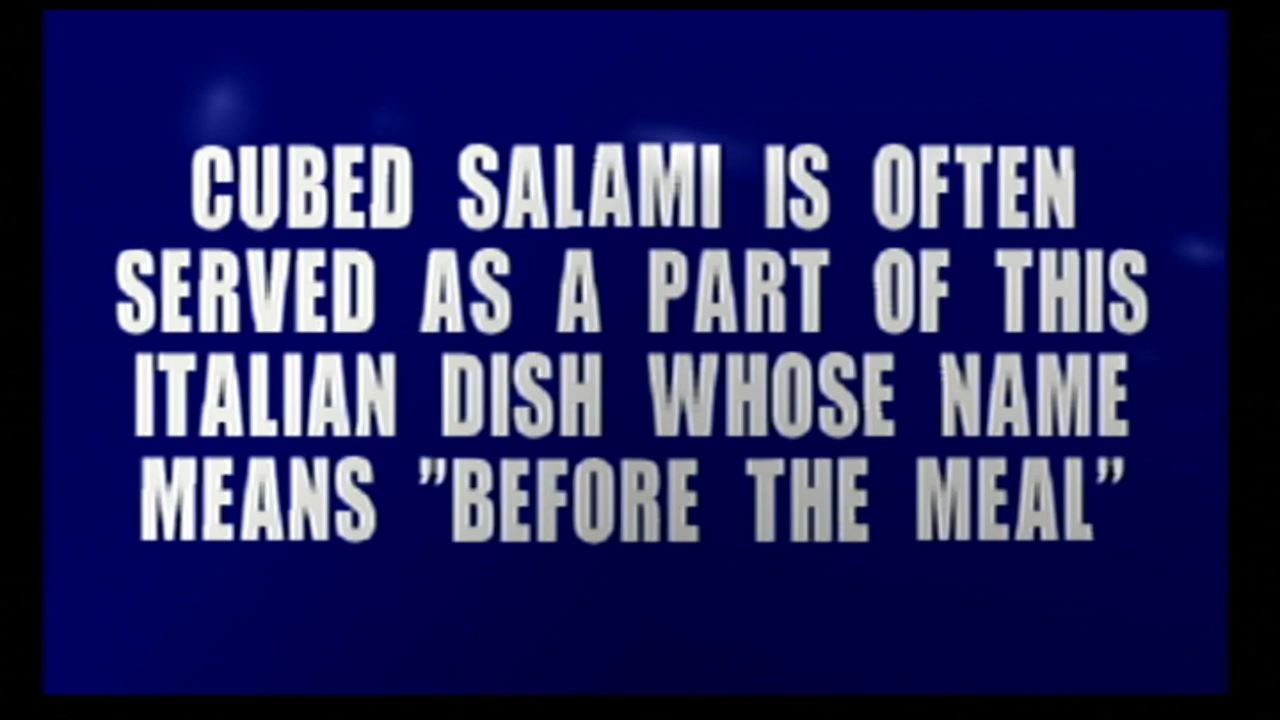 CUBED SALAMI IS OFTEN
SERVED AS A PART OF THIS
ITALIAN DISH WHOSE NAME
MEANS ”BEFORE THE MEAL”